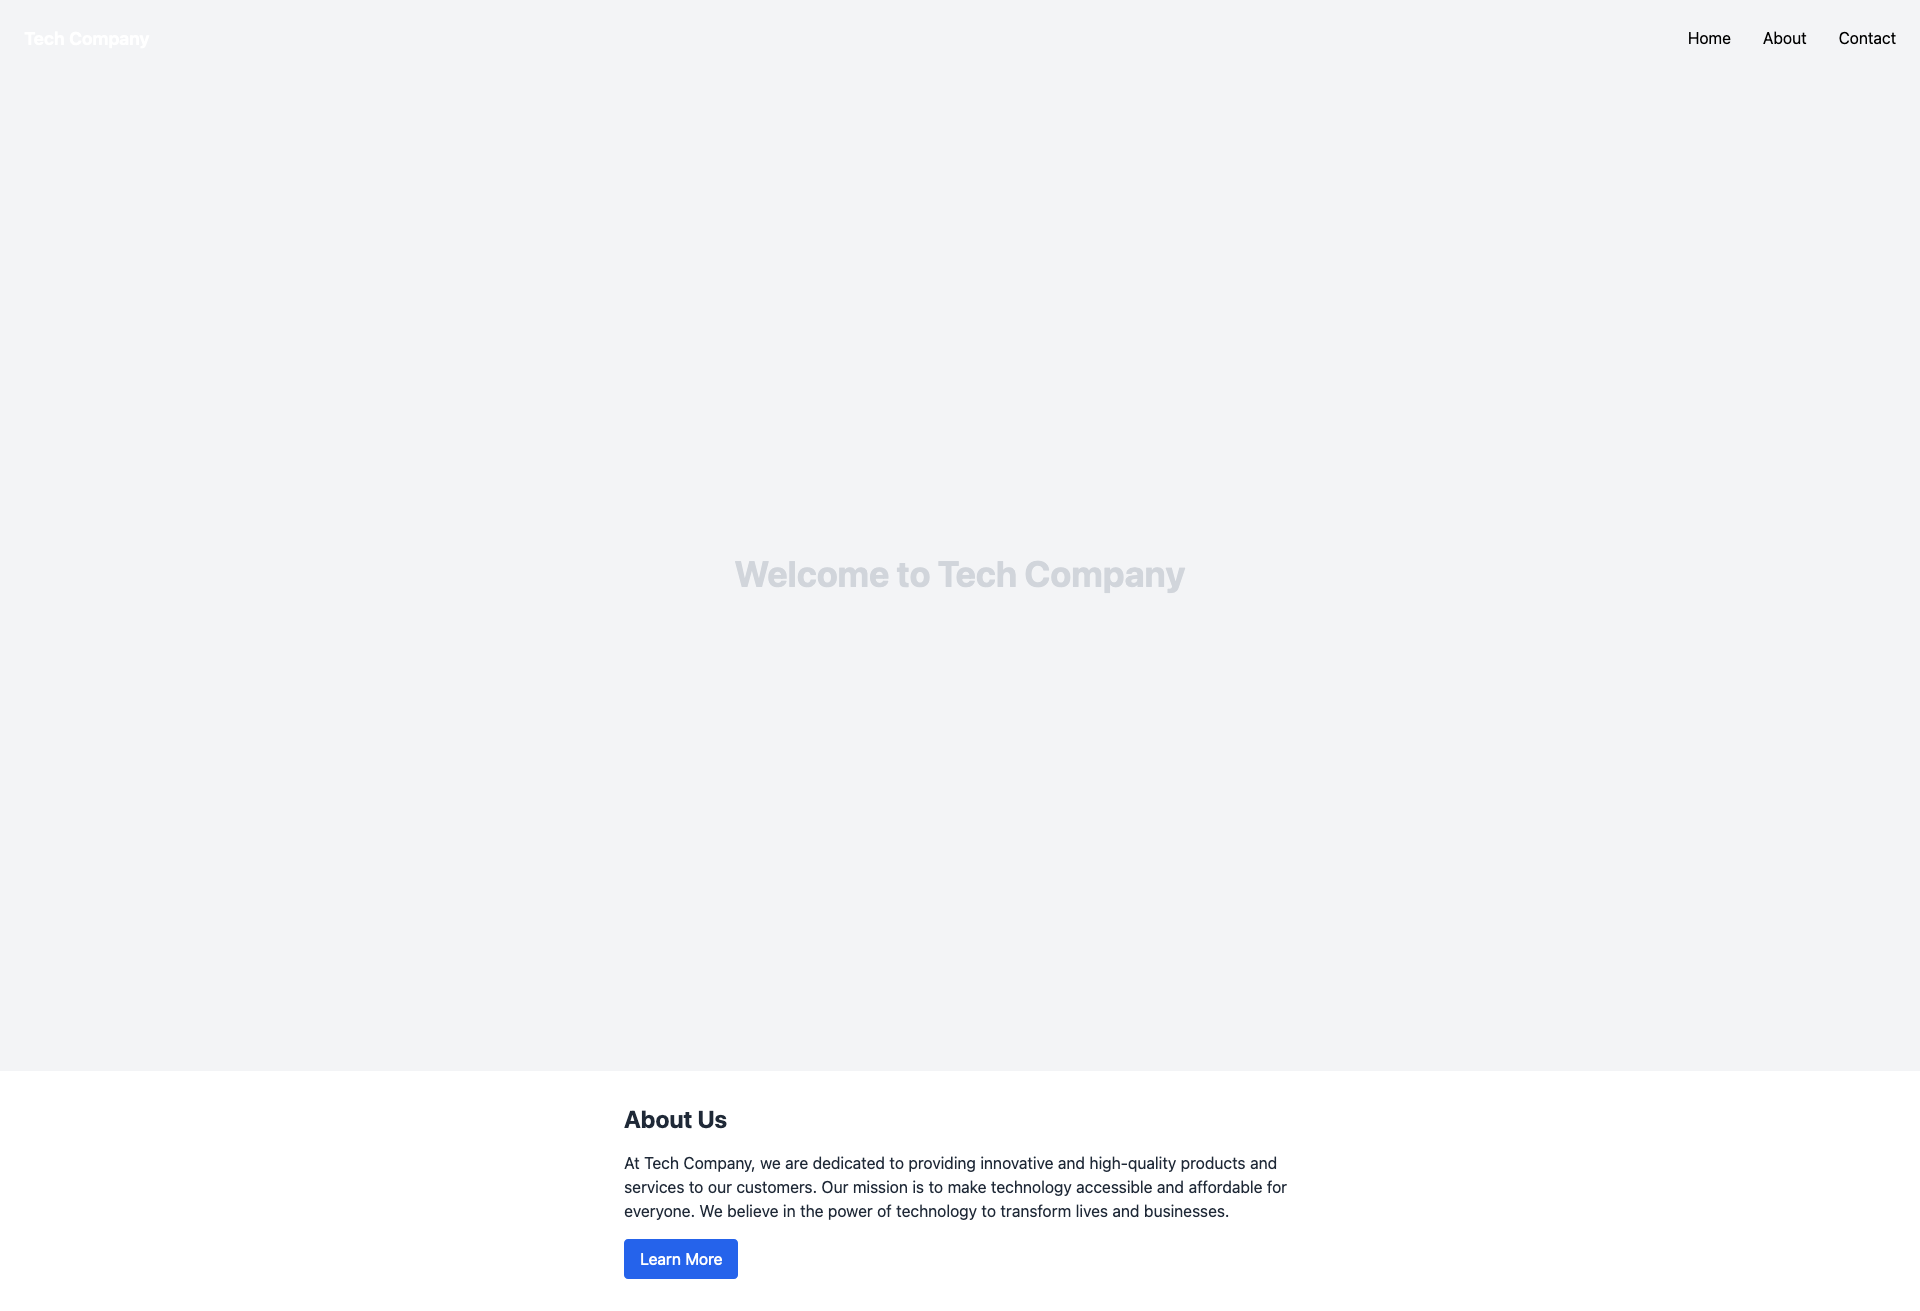 Tech Company
Home About Contact
Welcome to Tech Company
About Us
At Tech Company, we are dedicated to providing innovative and high-quality products and
services to our customers. Our mission is to make technology accessible and affordable for
everyone. We believe in the power of technology to transform lives and businesses.
Learn More